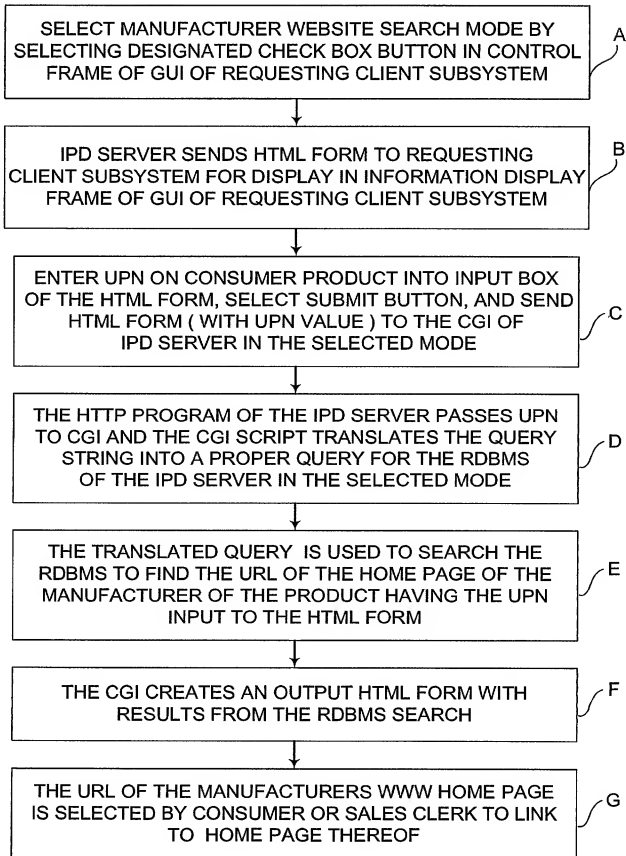 SELECT MANUFACTURER WEBSITE SEARCH MODE BY
SELECTING DESIGNATED CHECK BOX BUTTON IN CONTROL
FRAME OF GUI OF REQUESTING CLIENT SUBSYSTEM
A
IPD SERVER SENDS HTML FORM TO REQUESTING
CLIENT SUBSYSTEM FOR DISPLAY IN INFORMATION DISPLAY
FRAME OF GUI OF REQUESTING CLIENT SUBSYSTEM
B
ENTER UPN ON CONSUMER PRODUCT INTO INPUT BOX
OF THE HTML FORM, SELECT SUBMIT BUTTON, AND SEND
HTML FORM ( WITH UPN VALUE ) TO THE CGI OF
IPD SERVER IN THE SELECTED MODE
C
THE HTTP PROGRAM OF THE IPD SERVER PASSES UPN
TO CGI AND THE CGI SCRIPT TRANSLATES THE QUERY
STRING INTO A PROPER QUERY FOR THE RDBMS
OF THE IPD SERVER IN THE SELECTED MODE
D
THE TRANSLATED QUERY IS USED TO SEARCH THE
RDBMS TO FIND THE URL OF THE HOME PAGE OF THE
MANUFACTURER OF THE PRODUCT HAVING THE UPN
INPUT TO THE HTML FORM
E
THE CGI CREATES AN OUTPUT HTML FORM WITH
RESULTS FROM THE RDBMS SEARCH
F
THE URL OF THE MANUFACTURERS WWW HOME PAGE
IS SELECTED BY CONSUMER OR SALES CLERK TO LINK
TO HOME PAGE THEREOF
G